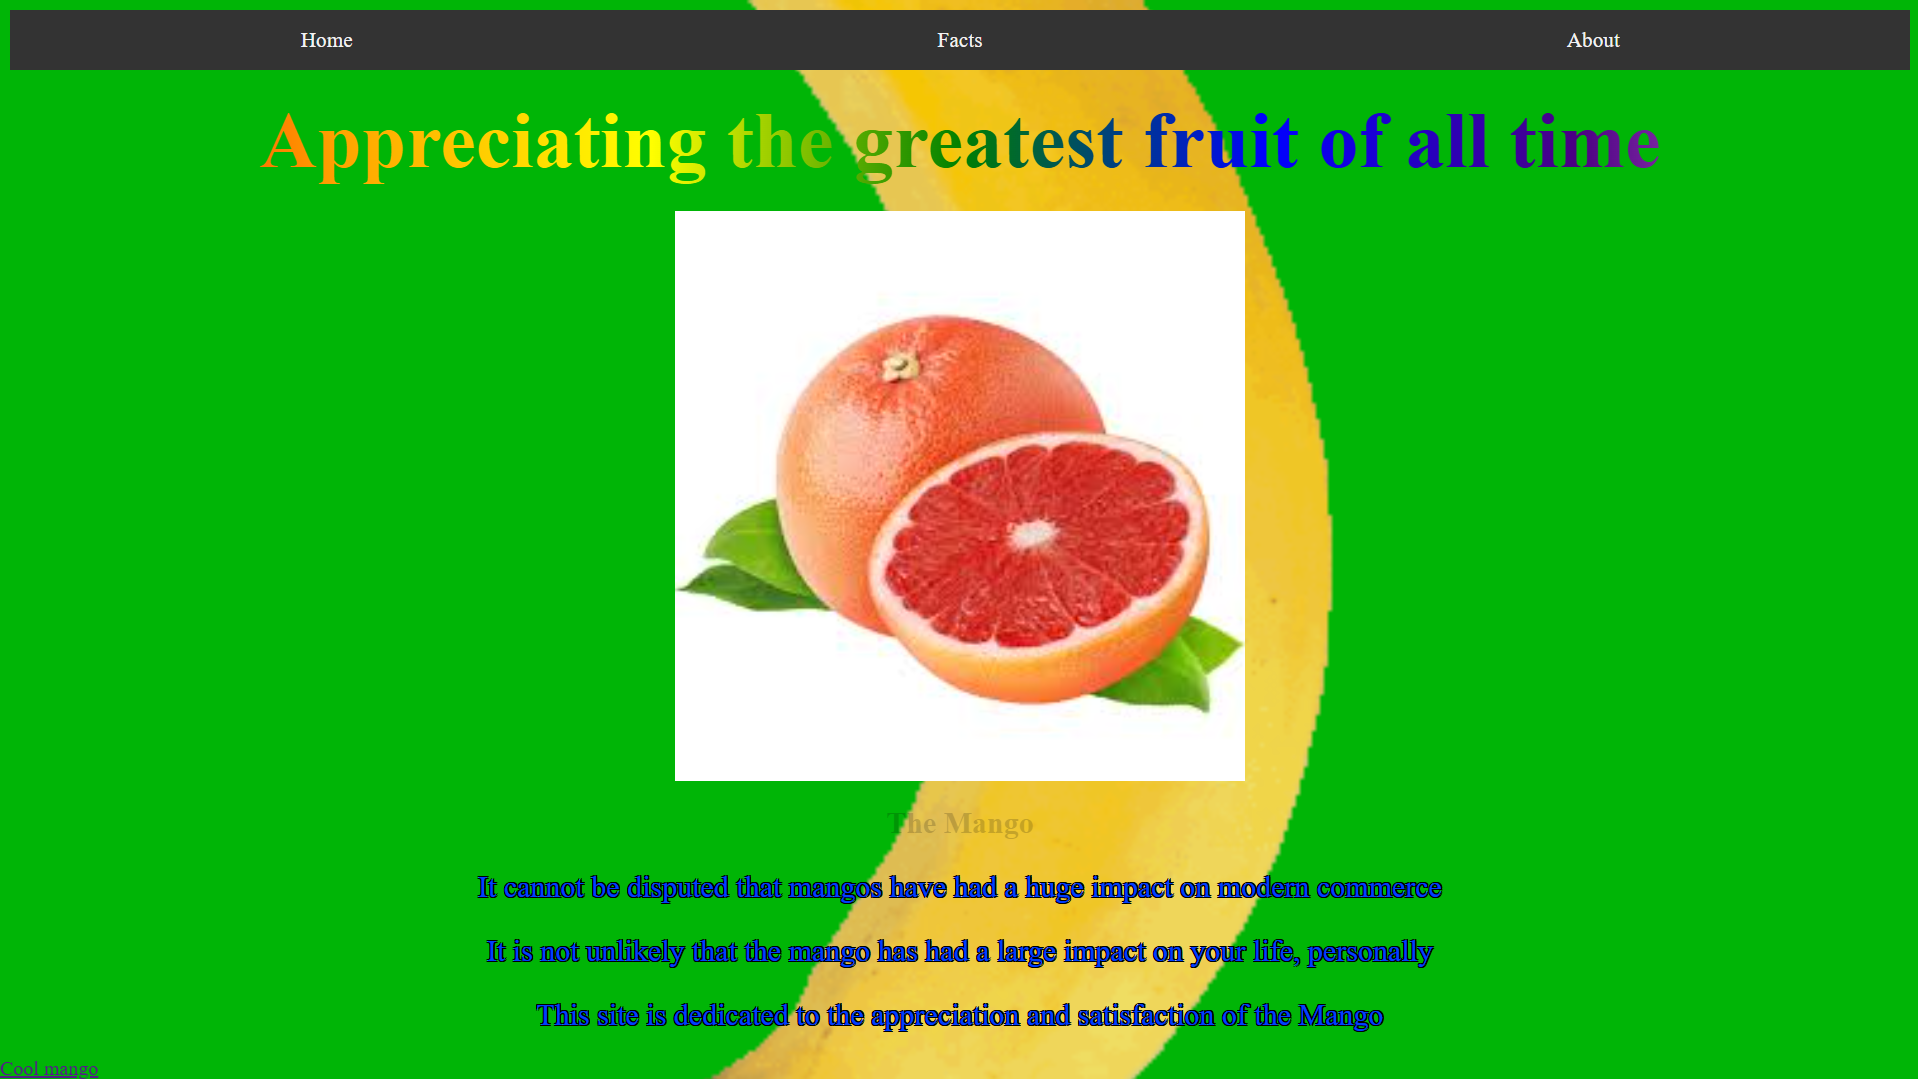 Home
Facts
About
Appreciating the greatest fruit of all time
The Mango
It cannot be disputed that mangos have had a huge impact on modern commerce
It is not unlikely that the mango has had a large impact on your life, personally
This site is dedicated to the appreciation and satisfaction of the Mango
Cool mango